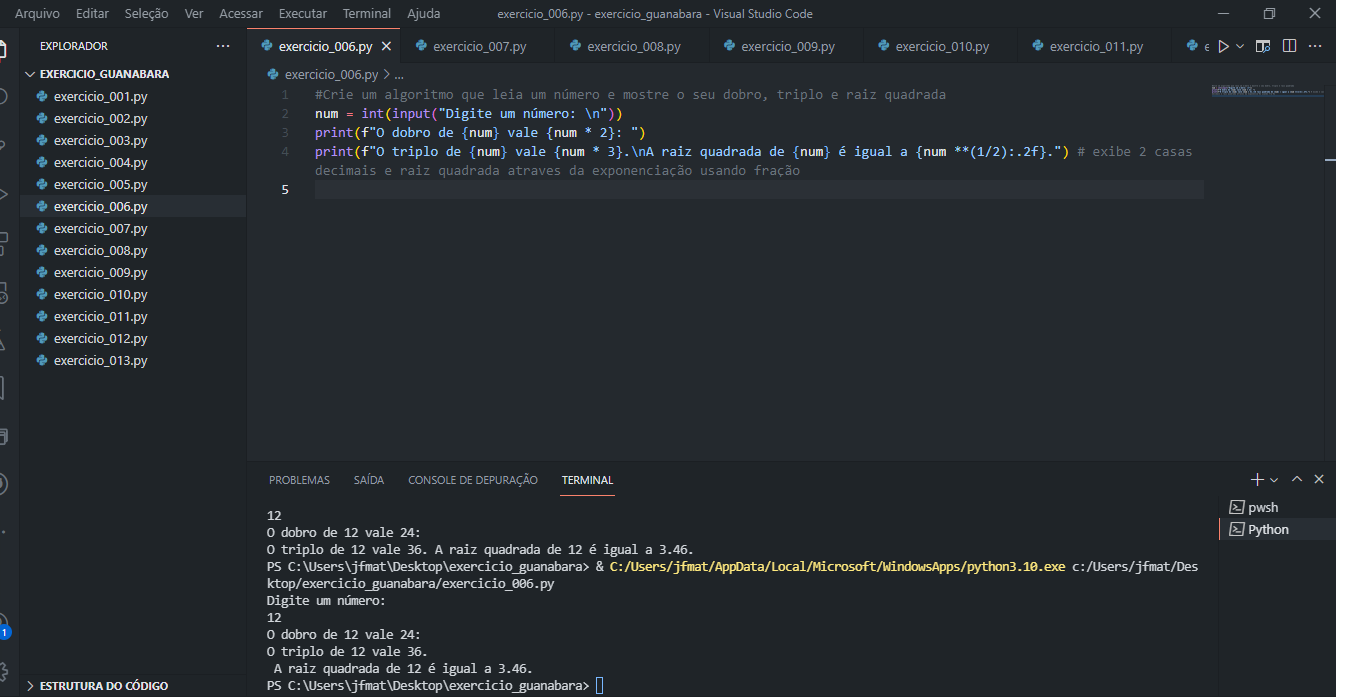 Arquivo Editar Seleção Ver Acessar Executar Terminal Ajuda exercicio_006.py - exercicio_guanabara - Visual Studio Code
EXPLORADOR
EXERCICIO_GUANABARA
exercicio_001.py
exercicio_002.py
exercicio_003.py
exercicio_004.py
exercicio_005.py
exercicio_006.py
exercicio_007.py
exercicio_008.py
exercicio_009.py
exercicio_010.py
exercicio_011.py
exercicio_012.py
exercicio_013.py
ESTRUTURA DO CÓDIGO
1
exercicio_006.py exercicio_007.py exercicio_008.py exercicio_009.py exercicio_010.py exercicio_011.py e
exercicio_006.py > ...
1 #Crie um algoritmo que leia um número e mostre o seu dobro, triplo e raiz quadrada
2 num = int(input("Digite um número: \n"))
3 print(f"O dobro de {num} vale {num * 2}: ")
4 print(f"O triplo de {num} vale {num * 3}.\nA raiz quadrada de {num} é igual a {num **(1/2):.2f}.") # exibe 2 casas
decimais e raiz quadrada atraves da exponenciação usando fração
5
PROBLEMAS SAÍDA CONSOLE DE DEPURAÇÃO TERMINAL
12
O dobro de 12 vale 24:
O triplo de 12 vale 36. A raiz quadrada de 12 é igual a 3.46.
PS C:\Users\jfmat\Desktop\exercicio_guanabara> & C:/Users/jfmat/AppData/Local/Microsoft/WindowsApps/python3.10.exe c:/Users/jfmat/Des
ktop/exercicio_guanabara/exercicio_006.py
Digite um número:
12
O dobro de 12 vale 24:
O triplo de 12 vale 36.
 A raiz quadrada de 12 é igual a 3.46.
PS C:\Users\jfmat\Desktop\exercicio_guanabara>
pwsh
Python